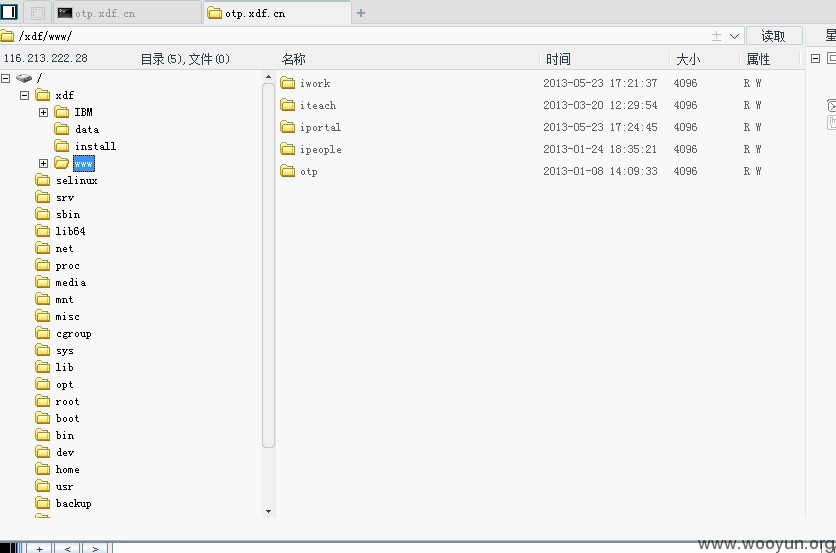 otp.xdf.cn otp.xdf.cn +
/xdf/www/ 读取
116.213.222.28 目录(5),文件(0) 名称 时间 大小 属性
/
xdf
IBM
data
install
www
selinux
srv
sbin
lib64
net
proc
media
mnt
misc
cgroup
sys
lib
opt
root
boot
bin
dev
home
usr
backup
iwork 2013-05-23 17:21:37 4096 R W
iteach 2013-03-20 12:29:54 4096 R W
iportal 2013-05-23 17:24:45 4096 R W
ipeople 2013-01-24 18:35:21 4096 R W
otp 2013-01-08 14:09:33 4096 R W
+ < >
www.wooyun.org